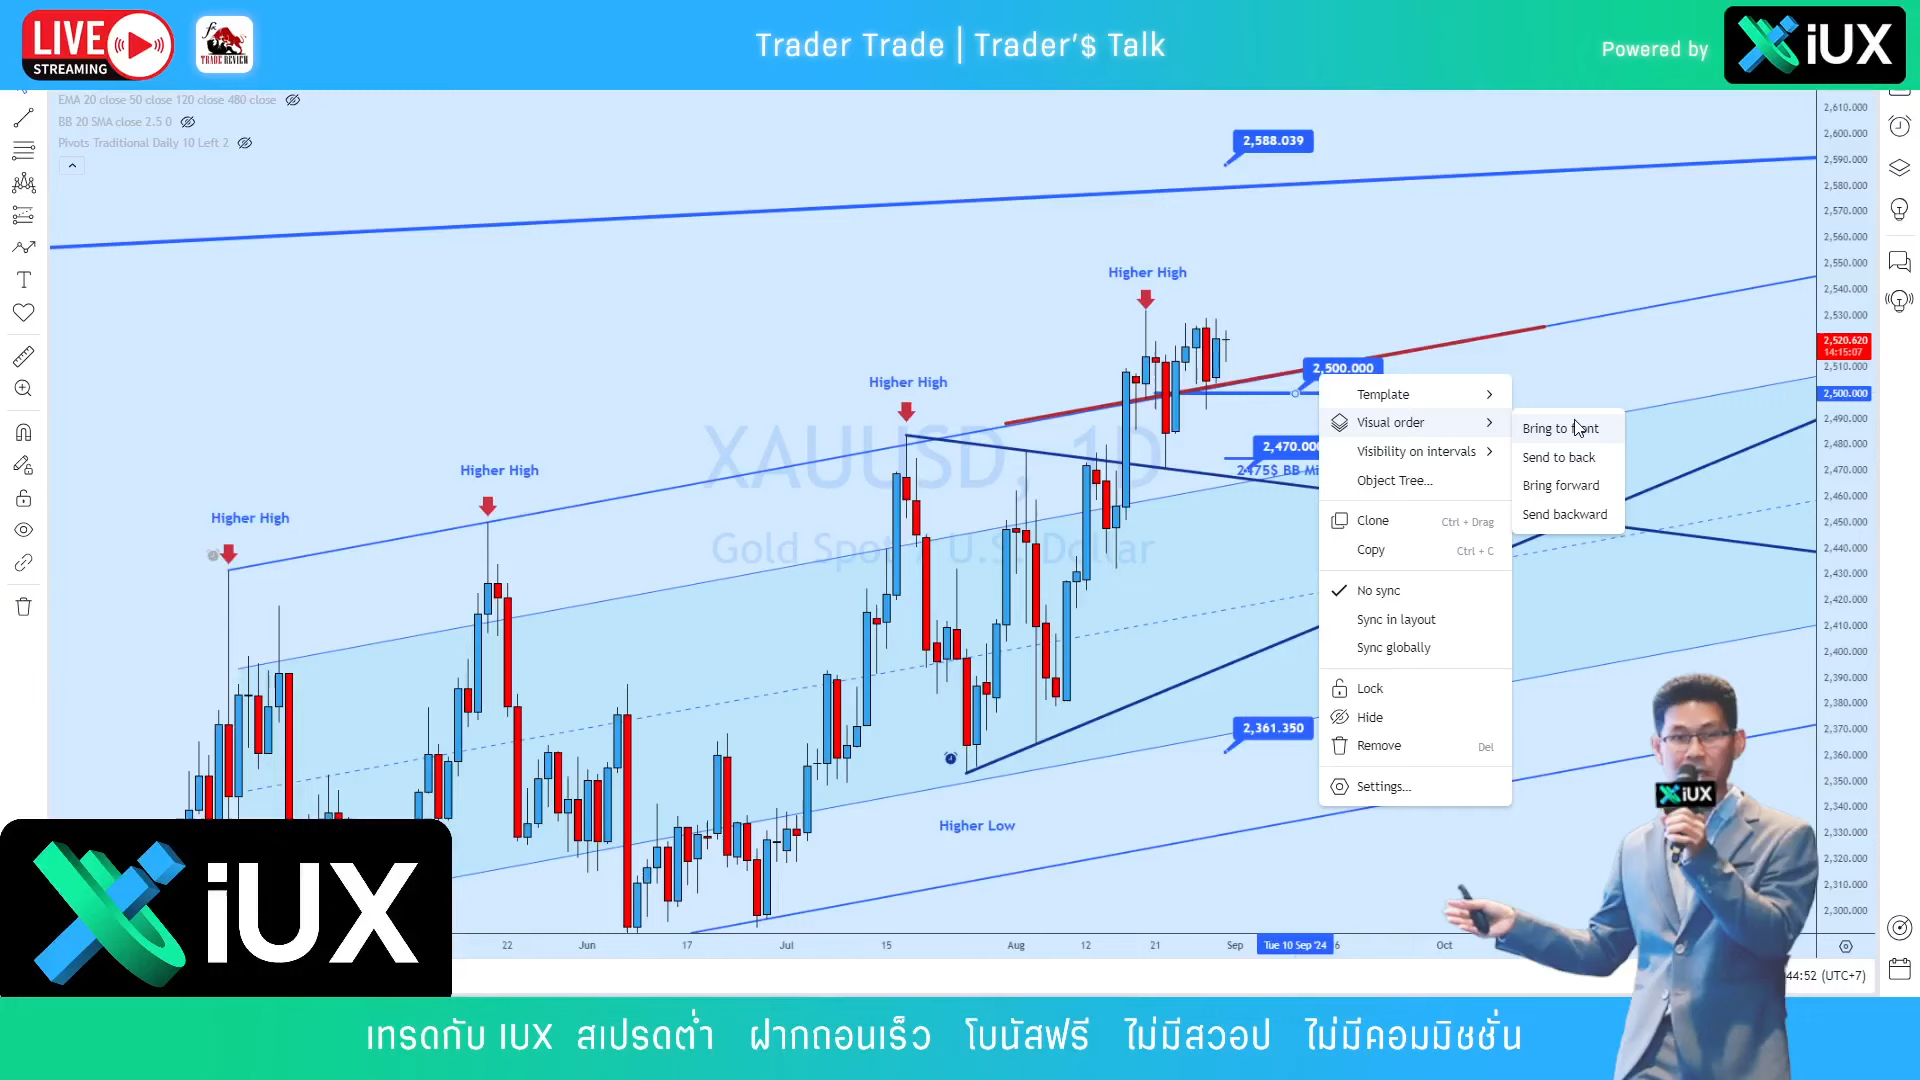 LIVE
STREAMING
fx
TRADE REVIEW
Trader Trade | Trader’$ Talk
Powered by
iUX
EMA 20 close 50 close 120 close 480 close
BB 20 SMA close 2.5 0
Pivots Traditional Daily 10 Left 2
XAUUSD, 1D
Gold Spot / U.S. Dollar
2,588.039
Higher High
Higher High
Higher High
Higher High
2,500.000
2,470.000
2475$ BB Mi
2,361.350
Higher Low
Template
Visual order
Visibility on intervals
Object Tree...
Clone Ctrl + Drag
Copy Ctrl + C
No sync
Sync in layout
Sync globally
Lock
Hide
Remove Del
Settings...
Bring to front
Send to back
Bring forward
Send backward
2,610.000
2,600.000
2,590.000
2,580.000
2,570.000
2,560.000
2,550.000
2,540.000
2,530.000
2,520.620
14:15:07
2,510.000
2,500.000
2,490.000
2,480.000
2,470.000
2,460.000
2,450.000
2,440.000
2,430.000
2,420.000
2,410.000
2,400.000
2,390.000
2,380.000
2,370.000
2,360.000
2,350.000
2,340.000
2,330.000
2,320.000
2,310.000
2,300.000
22 Jun 17 Jul 15 Aug 12 21 Sep Tue 10 Sep '24 6 Oct
44:52 (UTC+7)
iUX
iUX
เทรดกับ IUX สเปรดต่ำ ฝากถอนเร็ว โบนัสฟรี ไม่มีสวอป ไม่มีคอมมิชชั่น